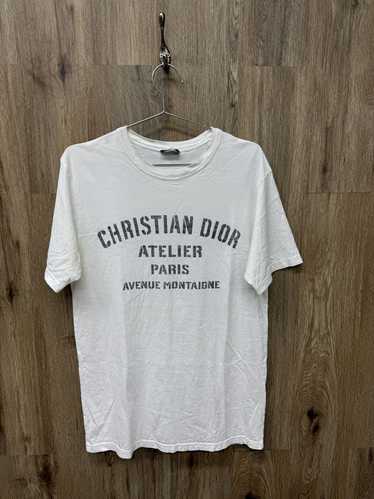 CHRISTIAN DIOR
ATELIER
PARIS
AVENUE MONTAIGNE